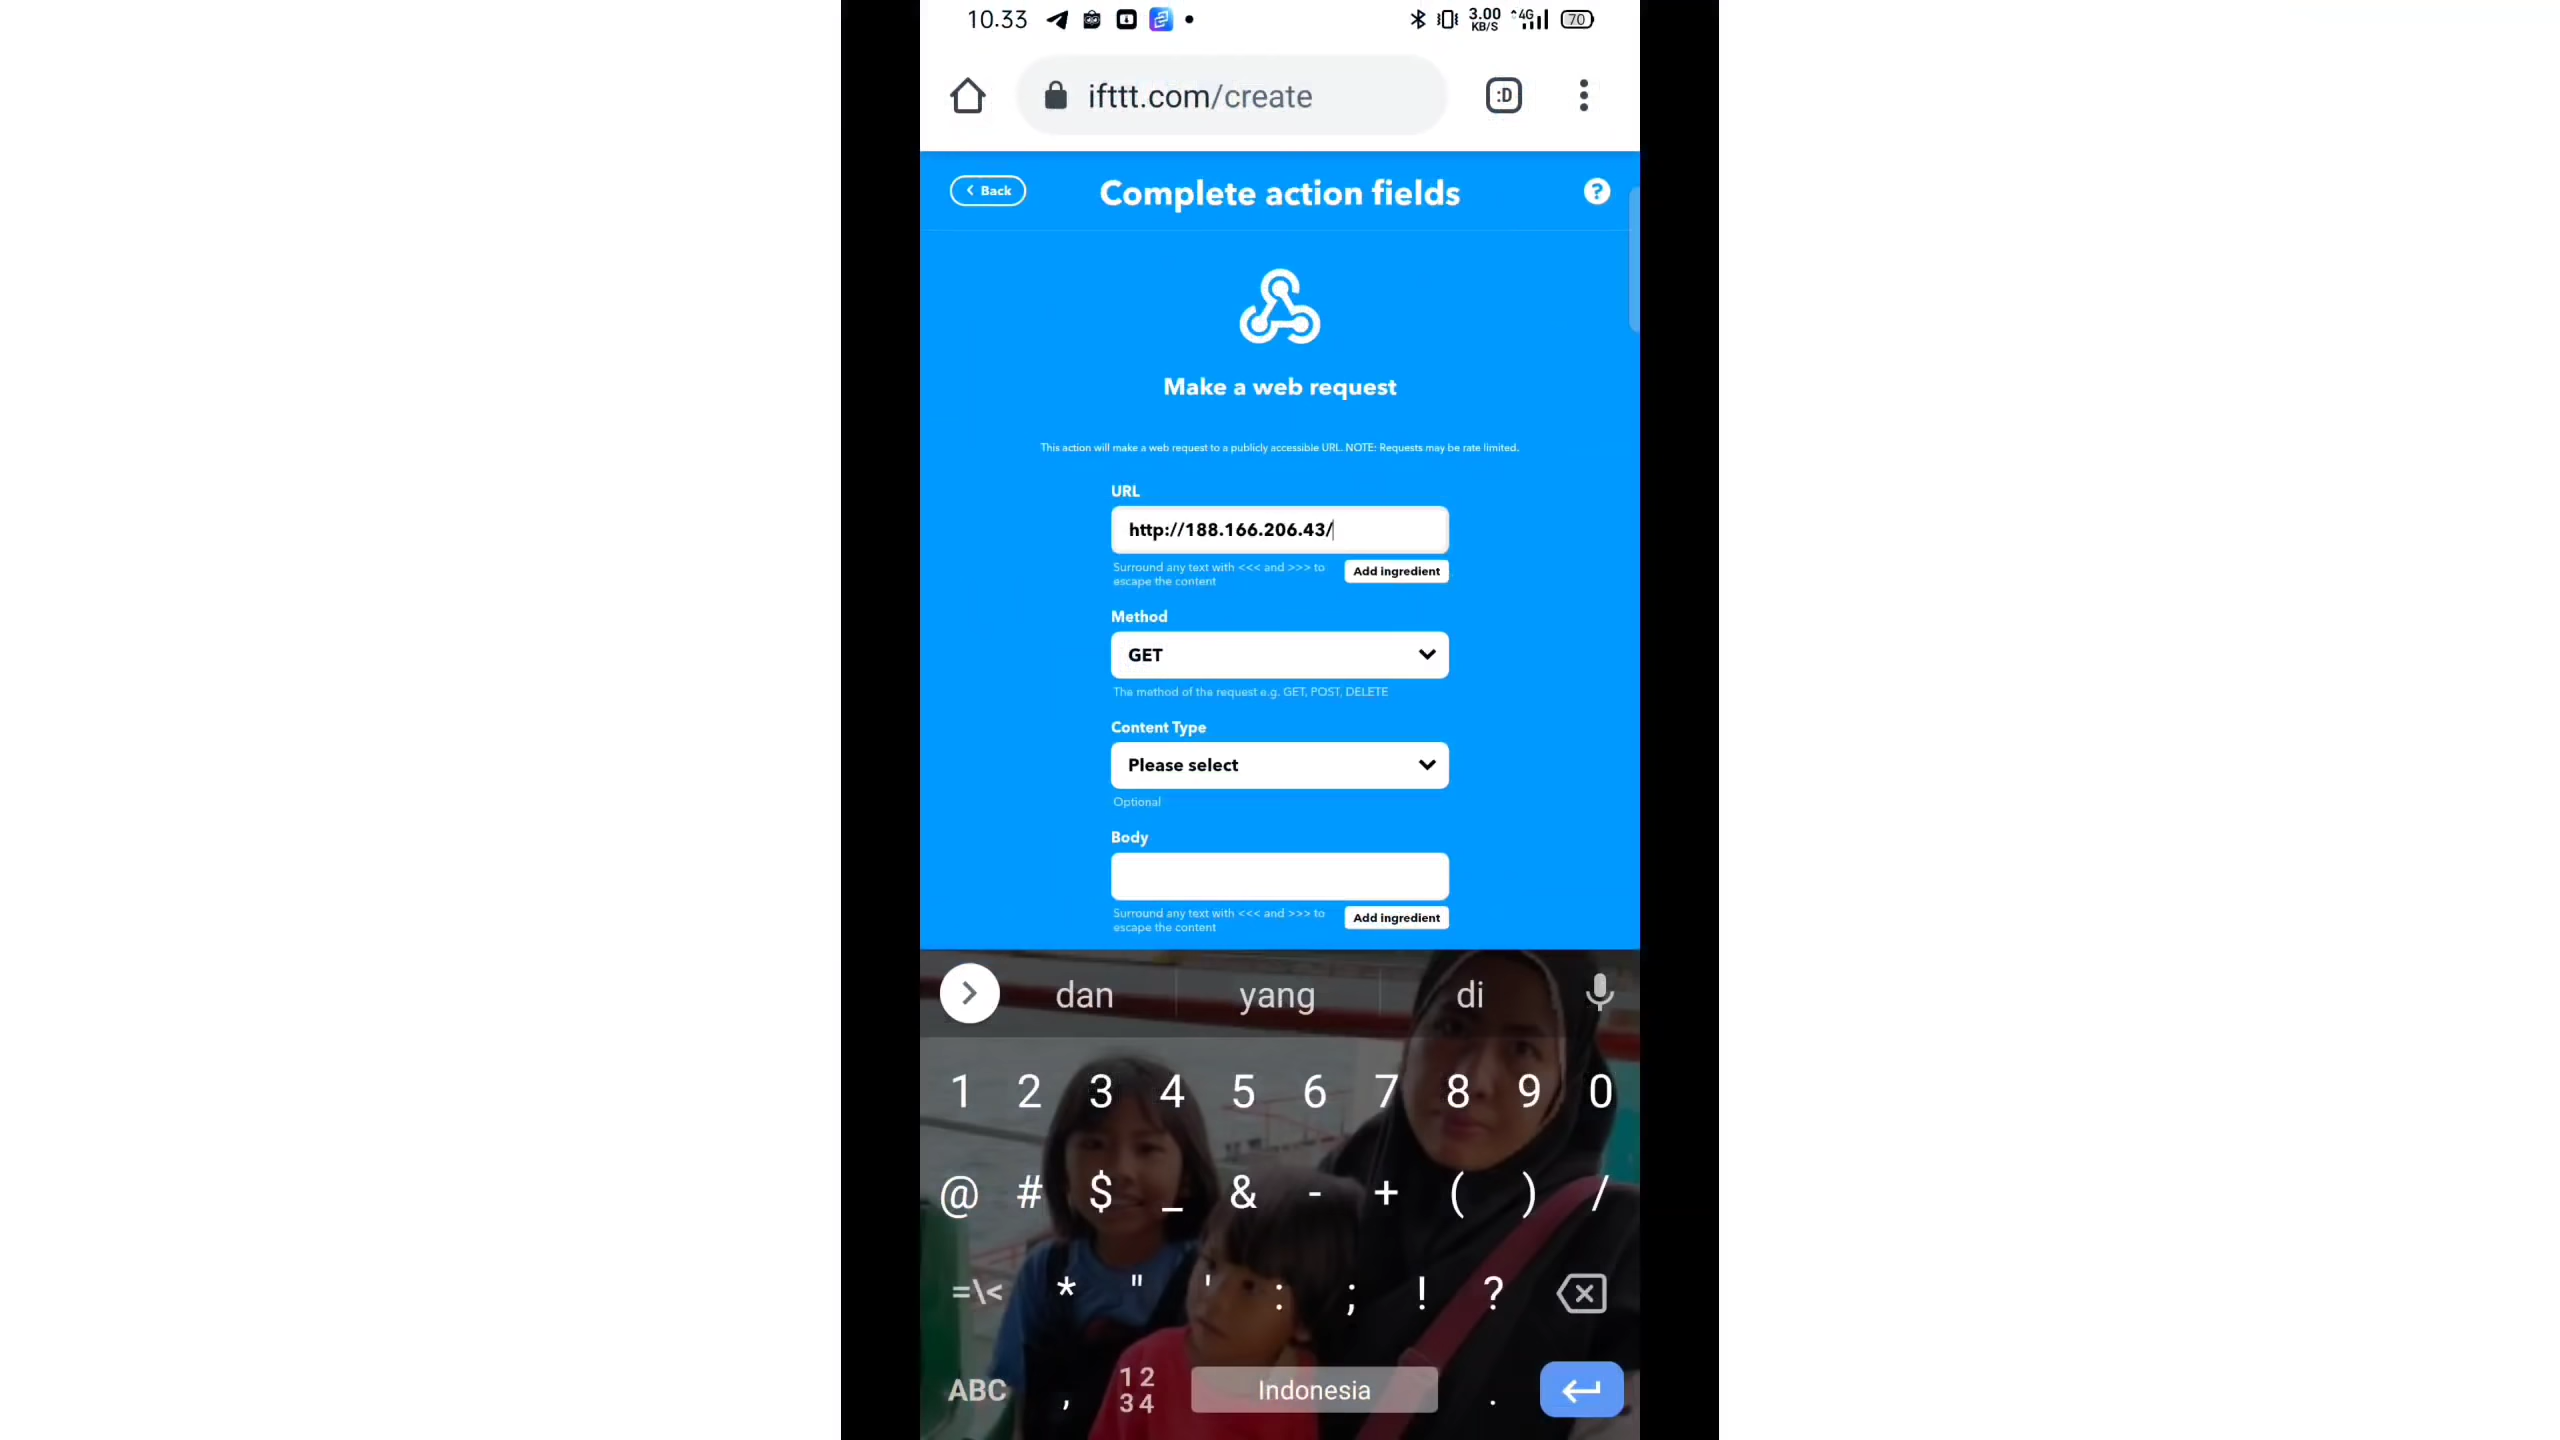 10.33 3.00 KB/S 4G 70
ifttt.com/create :D
Back Complete action fields ?
Make a web request
This action will make a web request to a publicly accessible URL. NOTE: Requests may be rate limited.
URL
http://188.166.206.43/
Surround any text with <<< and >>> to
escape the content
Add ingredient
Method
GET
The method of the request e.g. GET, POST, DELETE
Content Type
Please select
Optional
Body
Surround any text with <<< and >>> to
escape the content
Add ingredient
dan yang di
1 2 3 4 5 6 7 8 9 0
@ # $ _ & - + ( ) /
=\< * " ' : ; ! ?
ABC , 12 34 Indonesia .